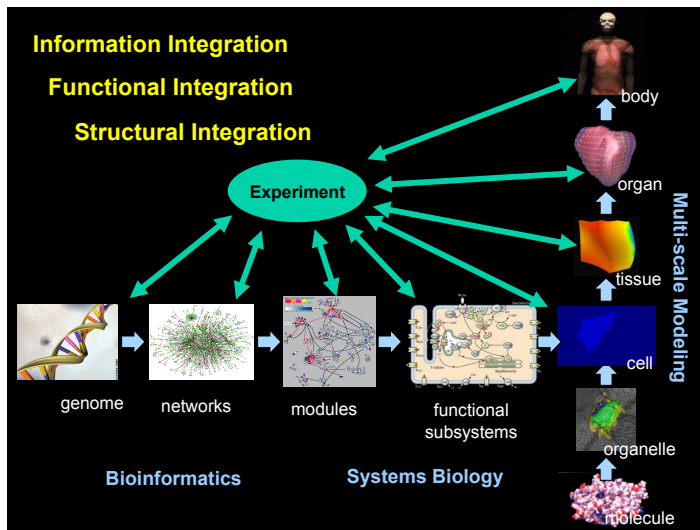 Information Integration
Functional Integration
Structural Integration
Experiment
body
organ
tissue
Multi-scale Modeling
genome
networks
modules
functional
subsystems
cell
organelle
molecule
Bioinformatics
Systems Biology